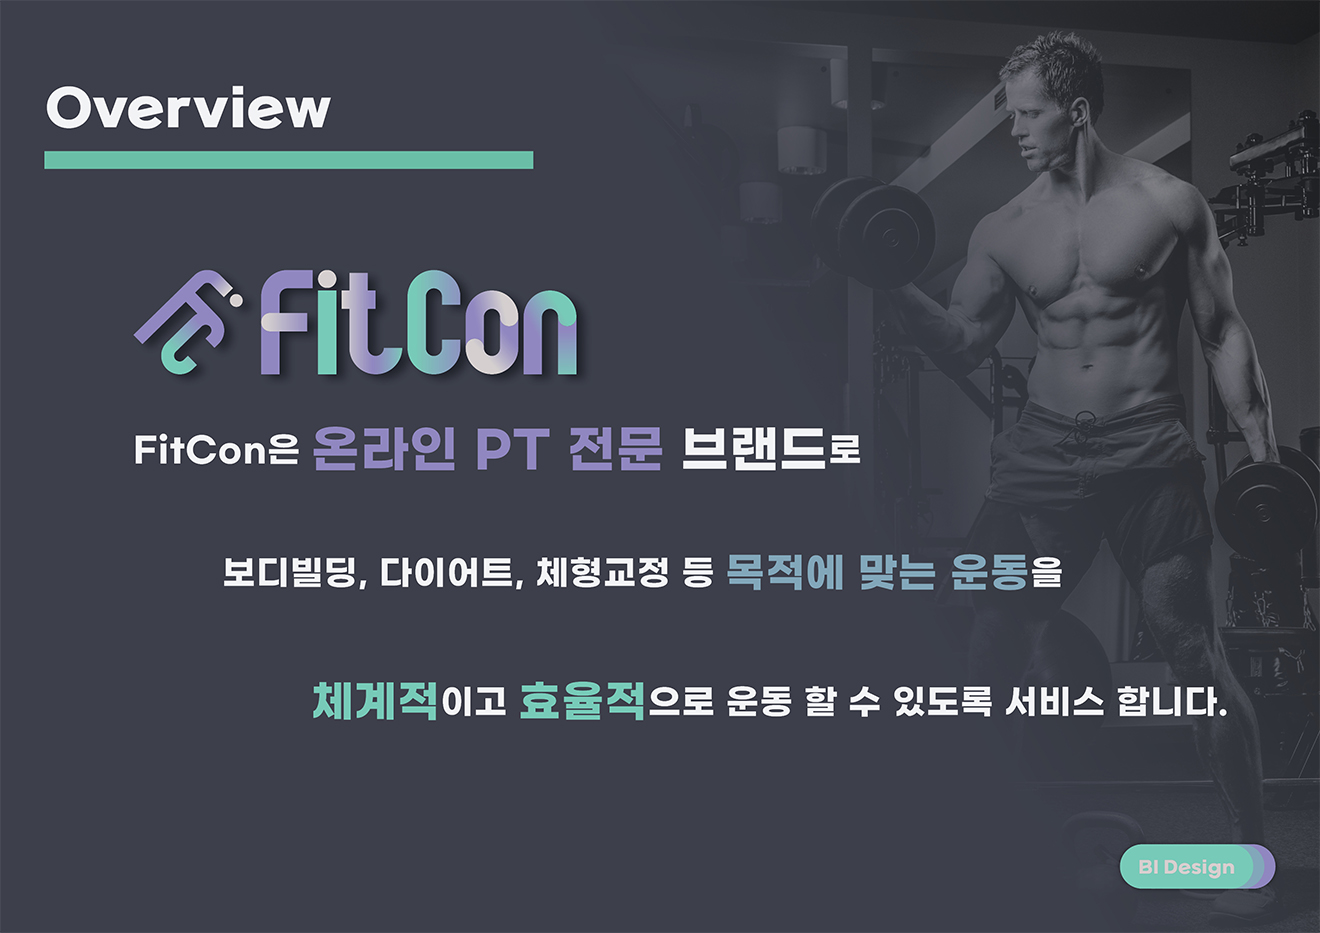 Overview
FitCon
FitCon은 온라인 PT 전문 브랜드로
보디빌딩, 다이어트, 체형교정 등 목적에 맞는 운동을
체계적이고 효율적으로 운동 할 수 있도록 서비스 합니다.
BI Design